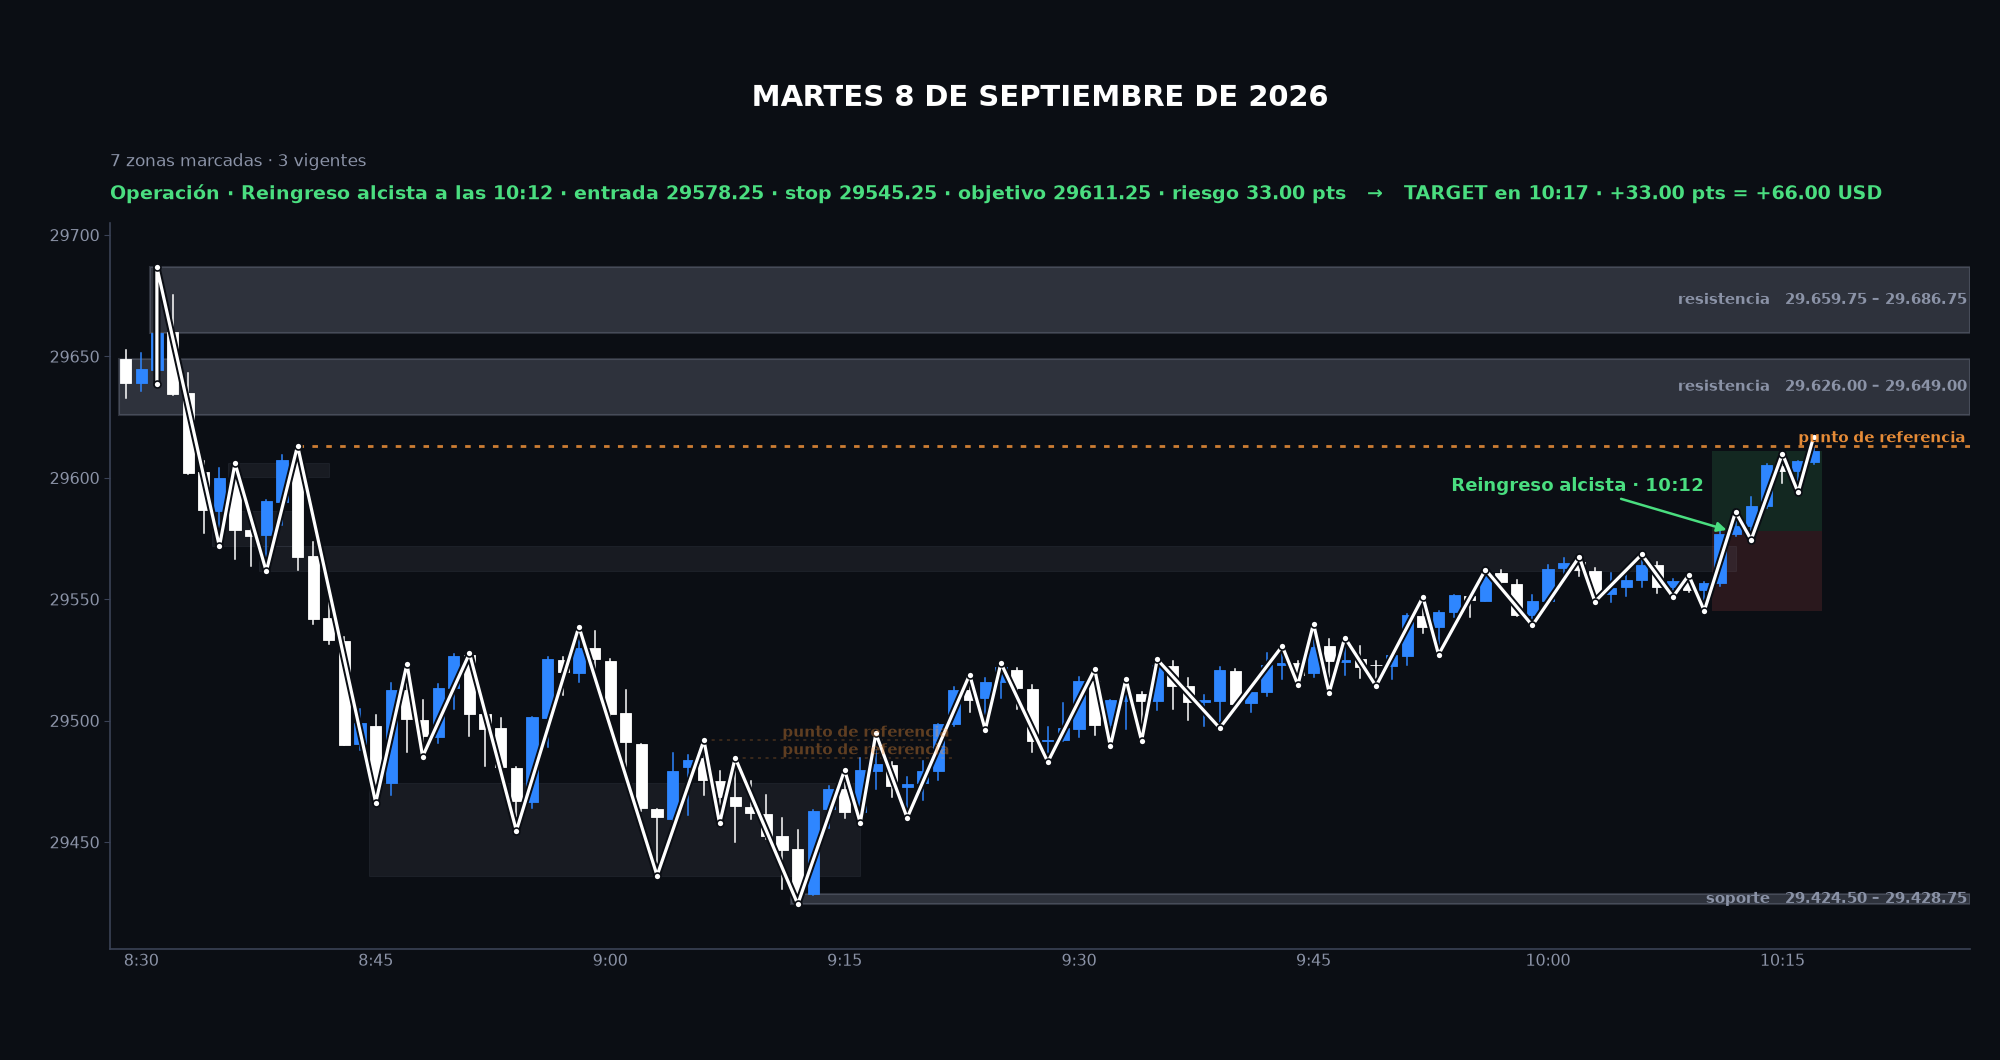 MARTES 8 DE SEPTIEMBRE DE 2026
7 zonas marcadas · 3 vigentes
Operación · Reingreso alcista a las 10:12 · entrada 29578.25 · stop 29545.25 · objetivo 29611.25 · riesgo 33.00 pts → TARGET en 10:17 · +33.00 pts = +66.00 USD
29700
resistencia 29.659.75 – 29.686.75
29650
resistencia 29.626.00 – 29.649.00
punto de referencia
29600
Reingreso alcista · 10:12
29550
29500
punto de referencia
punto de referencia
29450
soporte 29.424.50 – 29.428.75
8:30 8:45 9:00 9:15 9:30 9:45 10:00 10:15